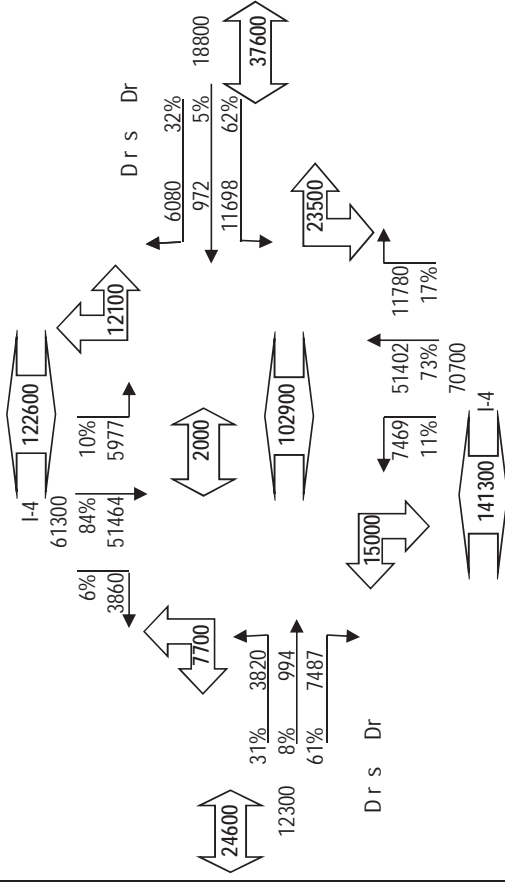 I-4 122600
61300
6% 84% 10%
3860 51464 5977 12100
D r s Dr
6080 32%
7700 2000 972 5% 18800
24600 11698 62%
31% 3820 37600
12300 8% 994 102900
61% 7487 23500
D r s Dr 15000
7469 51402 11780
11% 73% 17%
70700
141300 I-4